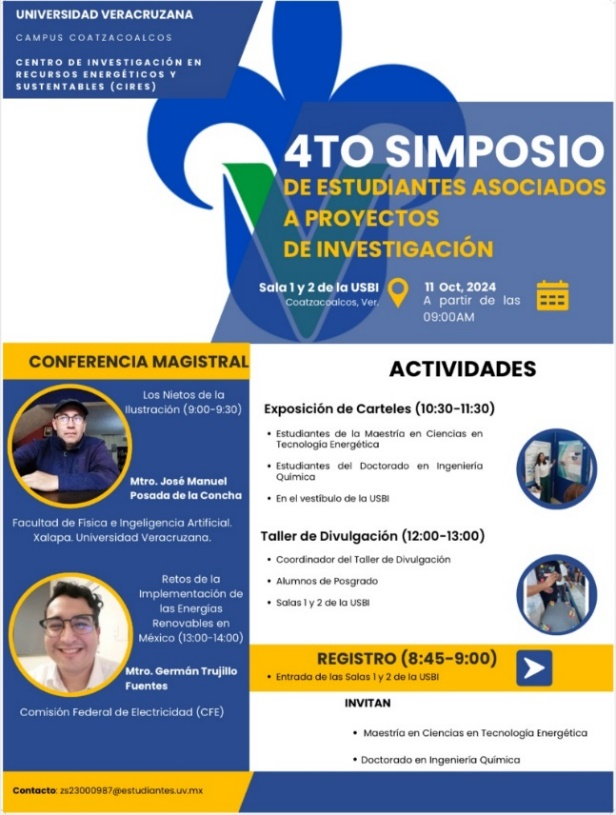 UNIVERSIDAD VERACRUZANA
CAMPUS COATZACOALCOS
CENTRO DE INVESTIGACIÓN EN
RECURSOS ENERGÉTICOS Y
SUSTENTABLES (CIRES)
4TO SIMPOSIO
DE ESTUDIANTES ASOCIADOS
A PROYECTOS
DE INVESTIGACIÓN
Sala 1 y 2 de la USBI
Coatzacoalcos, Ver.
11 Oct, 2024
A partir de las
09:00AM
CONFERENCIA MAGISTRAL
Los Nietos de la
Ilustración (9:00-9:30)
Mtro. José Manuel
Posada de la Concha
Facultad de Física e Ingeligencia Artificial.
Xalapa. Universidad Veracruzana.
Retos de la
Implementación de
las Energías
Renovables en
México (13:00-14:00)
Mtro. Germán Trujillo
Fuentes
Comisión Federal de Electricidad (CFE)
ACTIVIDADES
Exposición de Carteles (10:30-11:30)
• Estudiantes de la Maestría en Ciencias en
Tecnología Energética
• Estudiantes del Doctorado en Ingeniería
Química
• En el vestíbulo de la USBI
Taller de Divulgación (12:00-13:00)
• Coordinador del Taller de Divulgación
• Alumnos de Posgrado
• Salas 1 y 2 de la USBI
REGISTRO (8:45-9:00)
• Entrada de las Salas 1 y 2 de la USBI
INVITAN
• Maestría en Ciencias en Tecnología Energética
• Doctorado en Ingeniería Química
Contacto: zs23000987@estudiantes.uv.mx